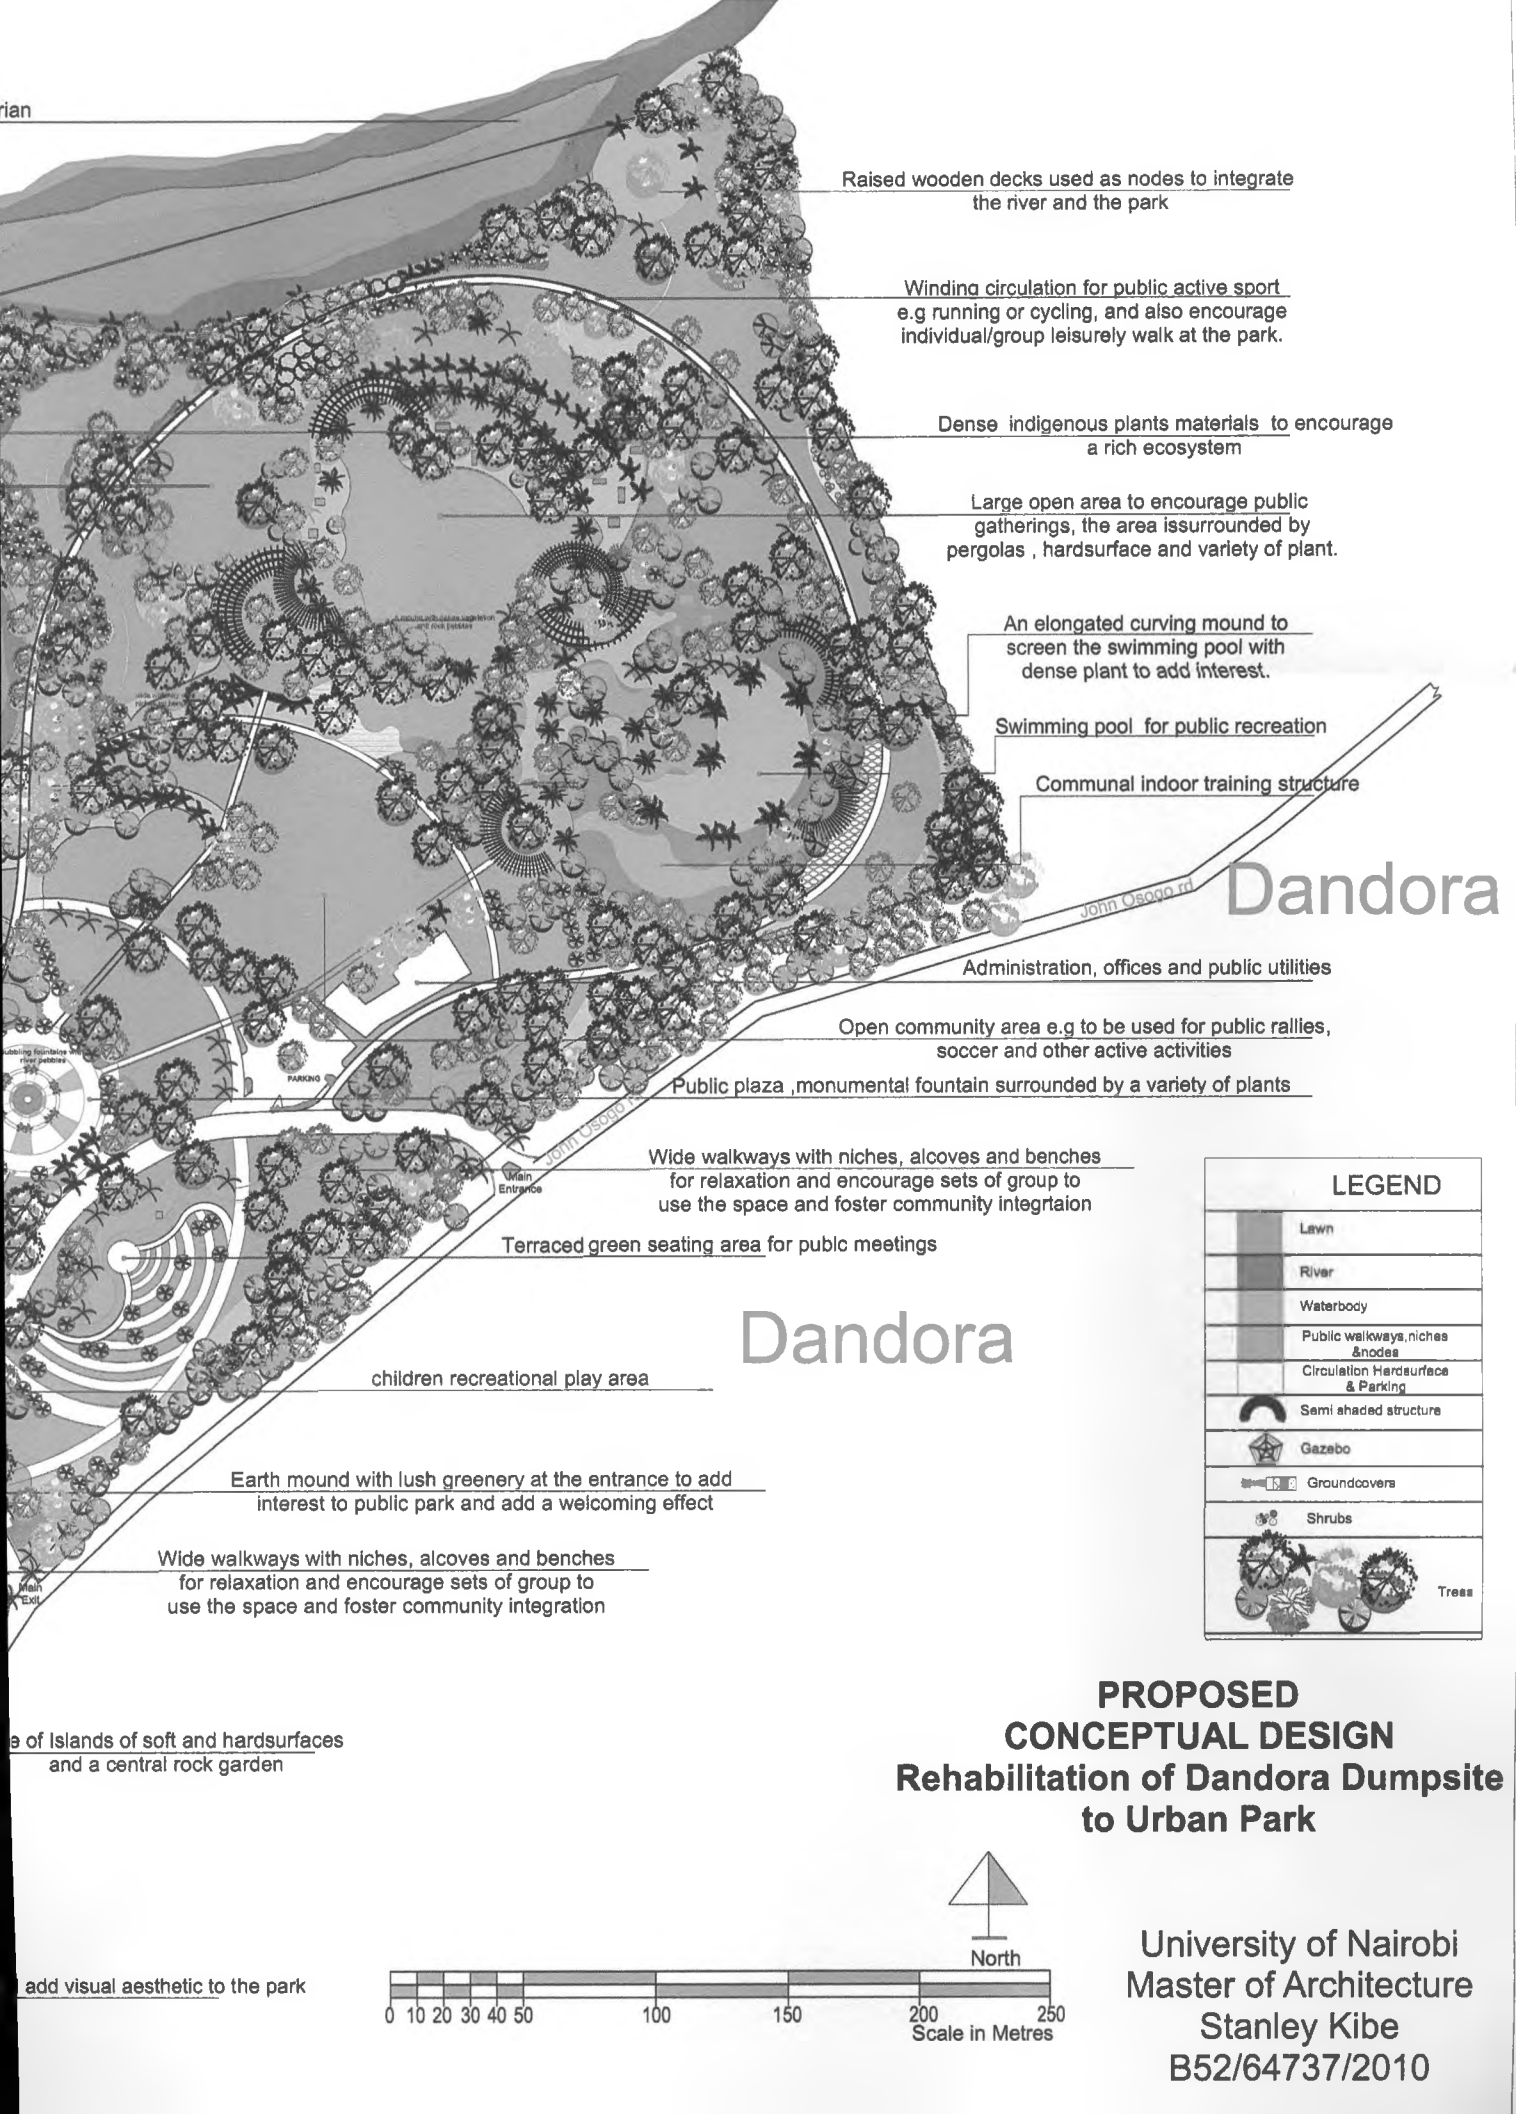 rian
Raised wooden decks used as nodes to integrate
the river and the park
Winding circulation for public active sport
e.g running or cycling, and also encourage
individual/group leisurely walk at the park.
Dense indigenous plants materials to encourage
a rich ecosystem
Large open area to encourage public
gatherings, the area issurrounded by
pergolas , hardsurface and variety of plant.
An elongated curving mound to
screen the swimming pool with
dense plant to add interest.
Swimming pool for public recreation
Communal indoor training structure
John Osogo rd
Dandora
Administration, offices and public utilities
Open community area e.g to be used for public rallies,
soccer and other active activities
river pebbles
PARKING
Public plaza ,monumental fountain surrounded by a variety of plants
John Osogo rd
Main
Entrance
Wide walkways with niches, alcoves and benches
for relaxation and encourage sets of group to
use the space and foster community integrtaion
Terraced green seating area for publc meetings
Dandora
children recreational play area
Earth mound with lush greenery at the entrance to add
interest to public park and add a welcoming effect
Wide walkways with niches, alcoves and benches
for relaxation and encourage sets of group to
use the space and foster community integration
Main
Exit
e of Islands of soft and hardsurfaces
and a central rock garden
add visual aesthetic to the park
LEGEND
Lawn
River
Waterbody
Public walkways,niches
&nodes
Circulation Hardsurface
& Parking
Semi shaded structure
Gazebo
Groundcovers
Shrubs
Trees
PROPOSED
CONCEPTUAL DESIGN
Rehabilitation of Dandora Dumpsite
to Urban Park
North
0 10 20 30 40 50 100 150 200 250
Scale in Metres
University of Nairobi
Master of Architecture
Stanley Kibe
B52/64737/2010